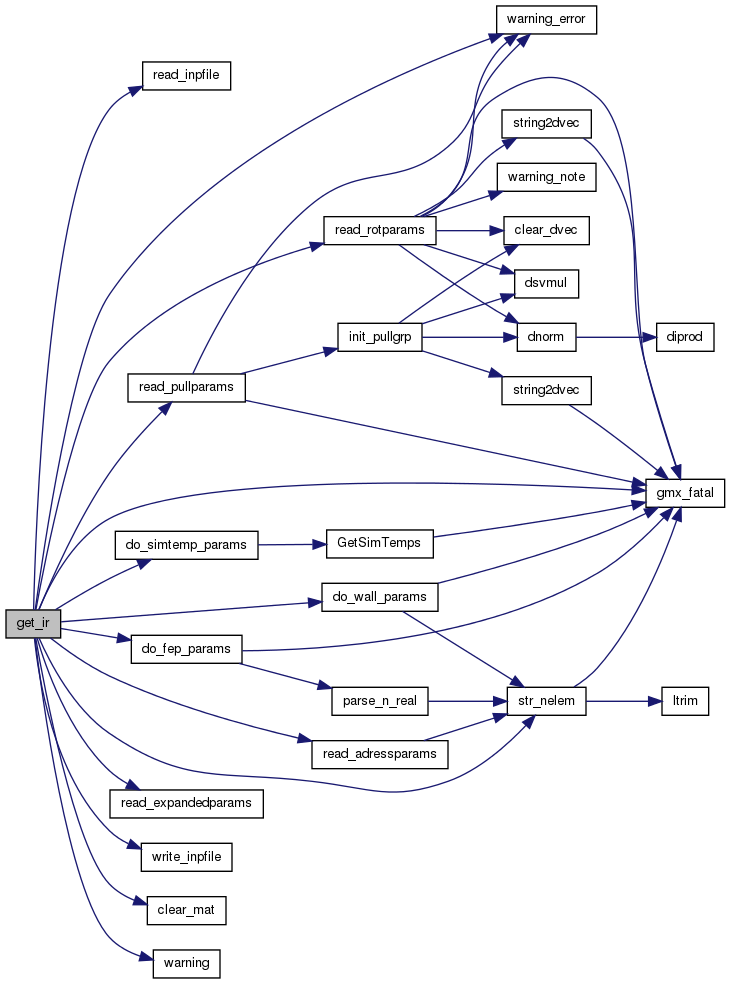 warning_error
read_inpfile
string2dvec
warning_note
read_rotparams
clear_dvec
dsvmul
init_pullgrp
dnorm
diprod
read_pullparams
string2dvec
gmx_fatal
do_simtemp_params
GetSimTemps
do_wall_params
get_ir
do_fep_params
parse_n_real
str_nelem
ltrim
read_adressparams
read_expandedparams
write_inpfile
clear_mat
warning